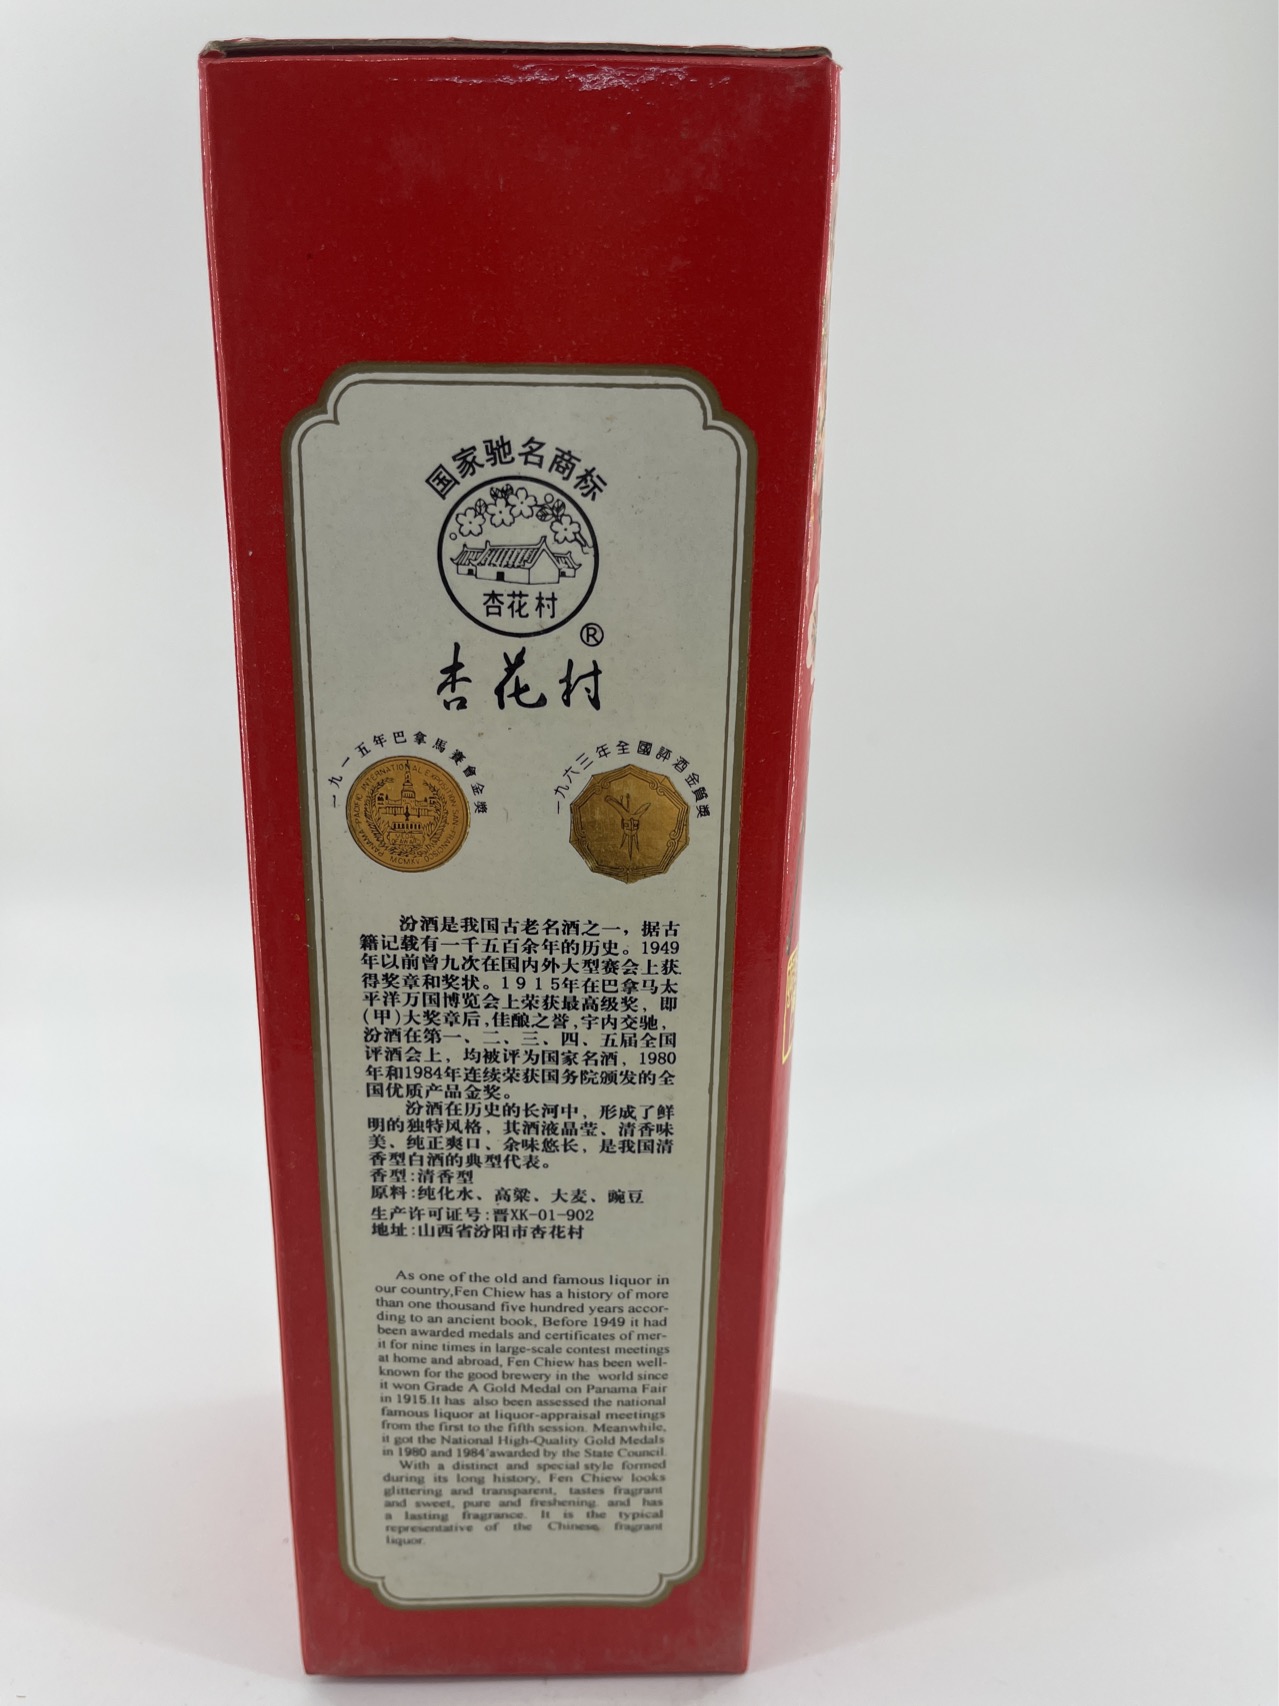 国家驰名商标
杏花村
®
杏花村
一九一五年巴拿馬賽會金獎
一九六三年全國評酒金質獎
PANAMA-PACIFIC INTERNATIONAL EXPOSITION SAN FRANCISCO
MCMXV
汾酒是我国古老名酒之一，据古
籍记载有一千五百余年的历史。1949
年以前曾九次在国内外大型赛会上获
得奖章和奖状。1915年在巴拿马太
平洋万国博览会上荣获最高级奖，即
(甲)大奖章后,佳酿之誉,宇内交驰，
汾酒在第一、二、三、四、五届全国
评酒会上，均被评为国家名酒，1980
年和1984年连续荣获国务院颁发的全
国优质产品金奖。
汾酒在历史的长河中，形成了鲜
明的独特风格，其酒液晶莹、清香味
美、纯正爽口、余味悠长，是我国清
香型白酒的典型代表。
香型:清香型
原料:纯化水、高粱、大麦、豌豆
生产许可证号:晋XK-01-902
地址:山西省汾阳市杏花村
As one of the old and famous liquor in
our country,Fen Chiew has a history of more
than one thousand five hundred years accor-
ding to an ancient book, Before 1949 it had
been awarded medals and certificates of mer-
it for nine times in large-scale contest meetings
at home and abroad, Fen Chiew has been well-
known for the good brewery in the world since
it won Grade A Gold Medal on Panama Fair
in 1915.It has also been assessed the national
famous liquor at liquor-appraisal meetings
from the first to the fifth session. Meanwhile,
it got the National High-Quality Gold Medals
in 1980 and 1984 awarded by the State Council.
With a distinct and special style formed
during its long history, Fen Chiew looks
glittering and transparent, tastes fragrant
and sweet, pure and freshening. and has
a lasting fragrance. It is the typical
representative of the Chinese, fragrant
liquor.